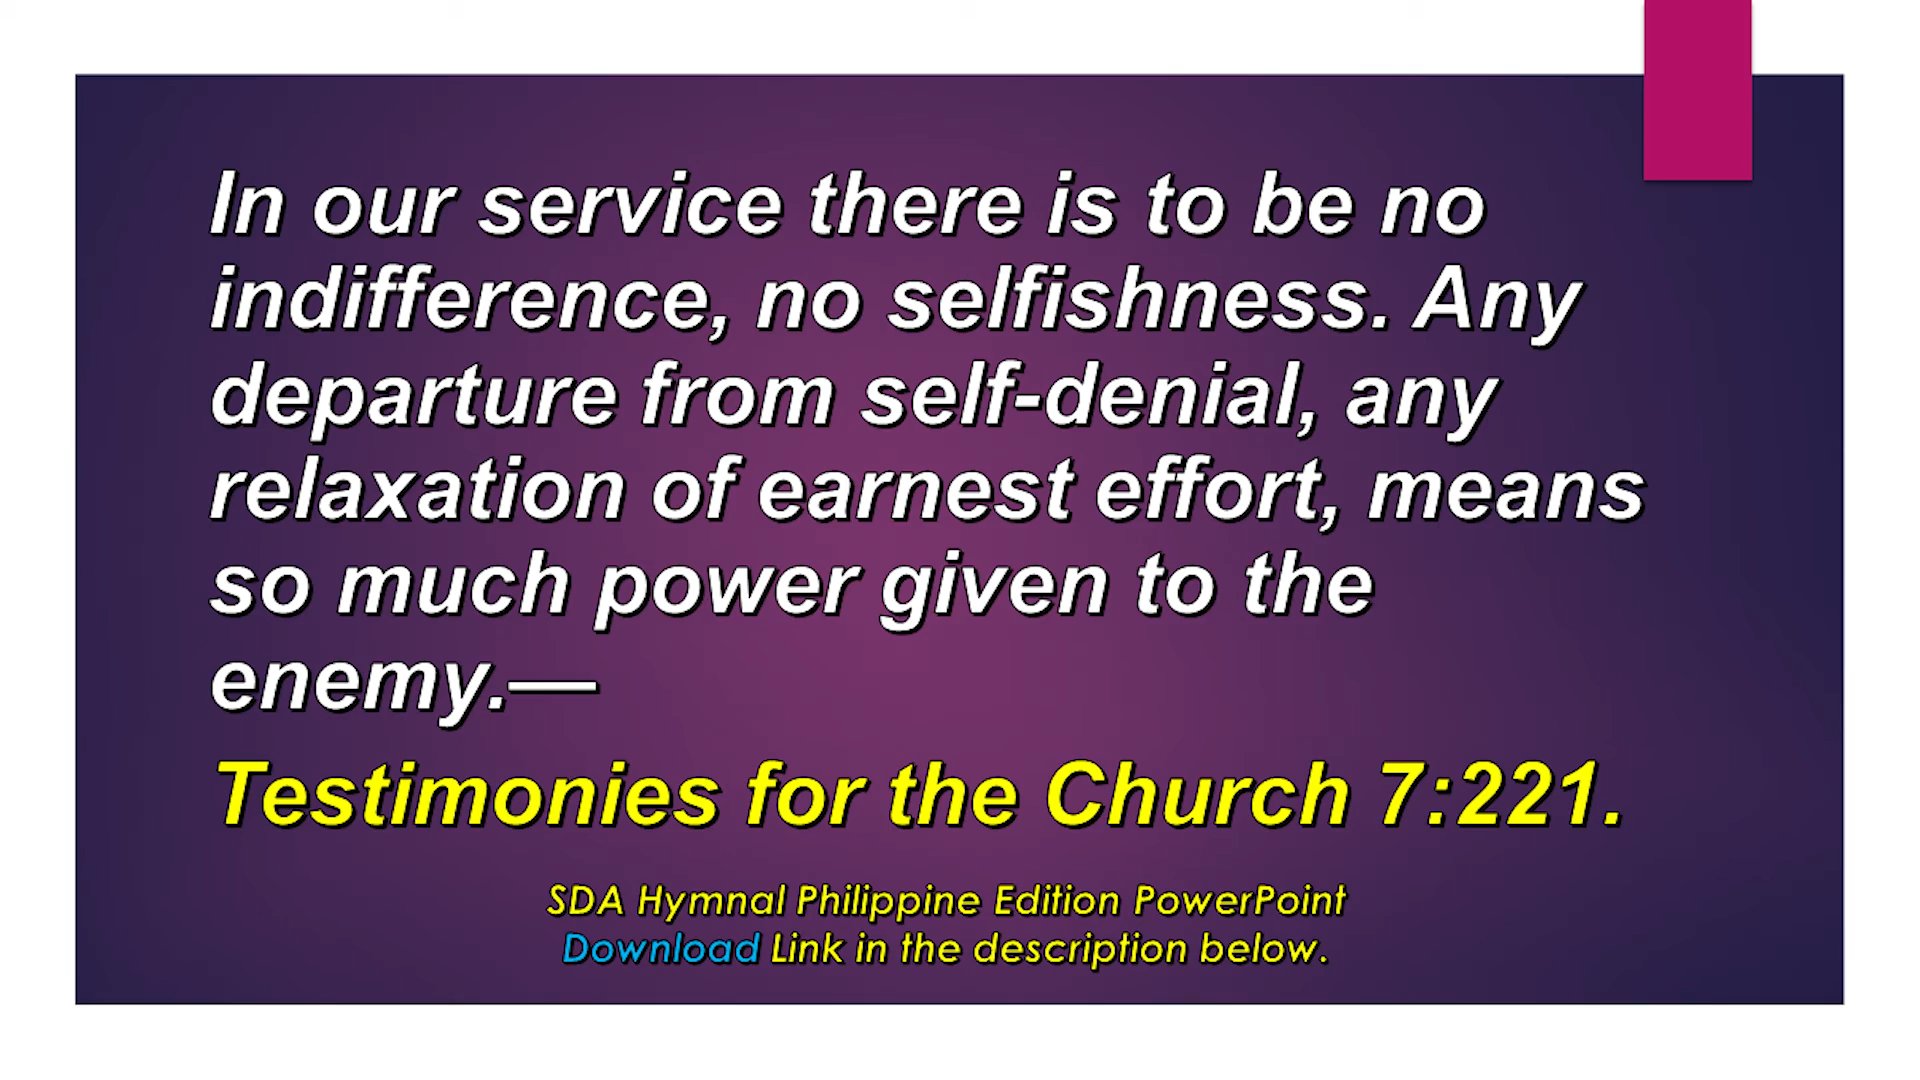 In our service there is to be no
indifference, no selfishness. Any
departure from self-denial, any
relaxation of earnest effort, means
so much power given to the
enemy.—
Testimonies for the Church 7:221.
SDA Hymnal Philippine Edition PowerPoint
Download Link in the description below.